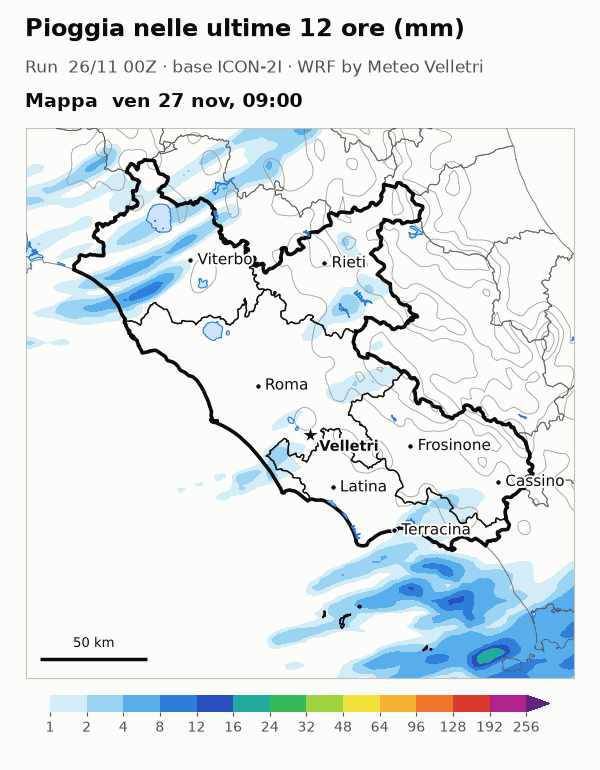 Pioggia nelle ultime 12 ore (mm)
Run  26/11 00Z · base ICON-2I · WRF by Meteo Velletri
Mappa  ven 27 nov, 09:00
Viterbo
Rieti
Roma
Velletri
Frosinone
Latina
Cassino
Terracina
50 km
1 2 4 8 12 16 24 32 48 64 96 128 192 256